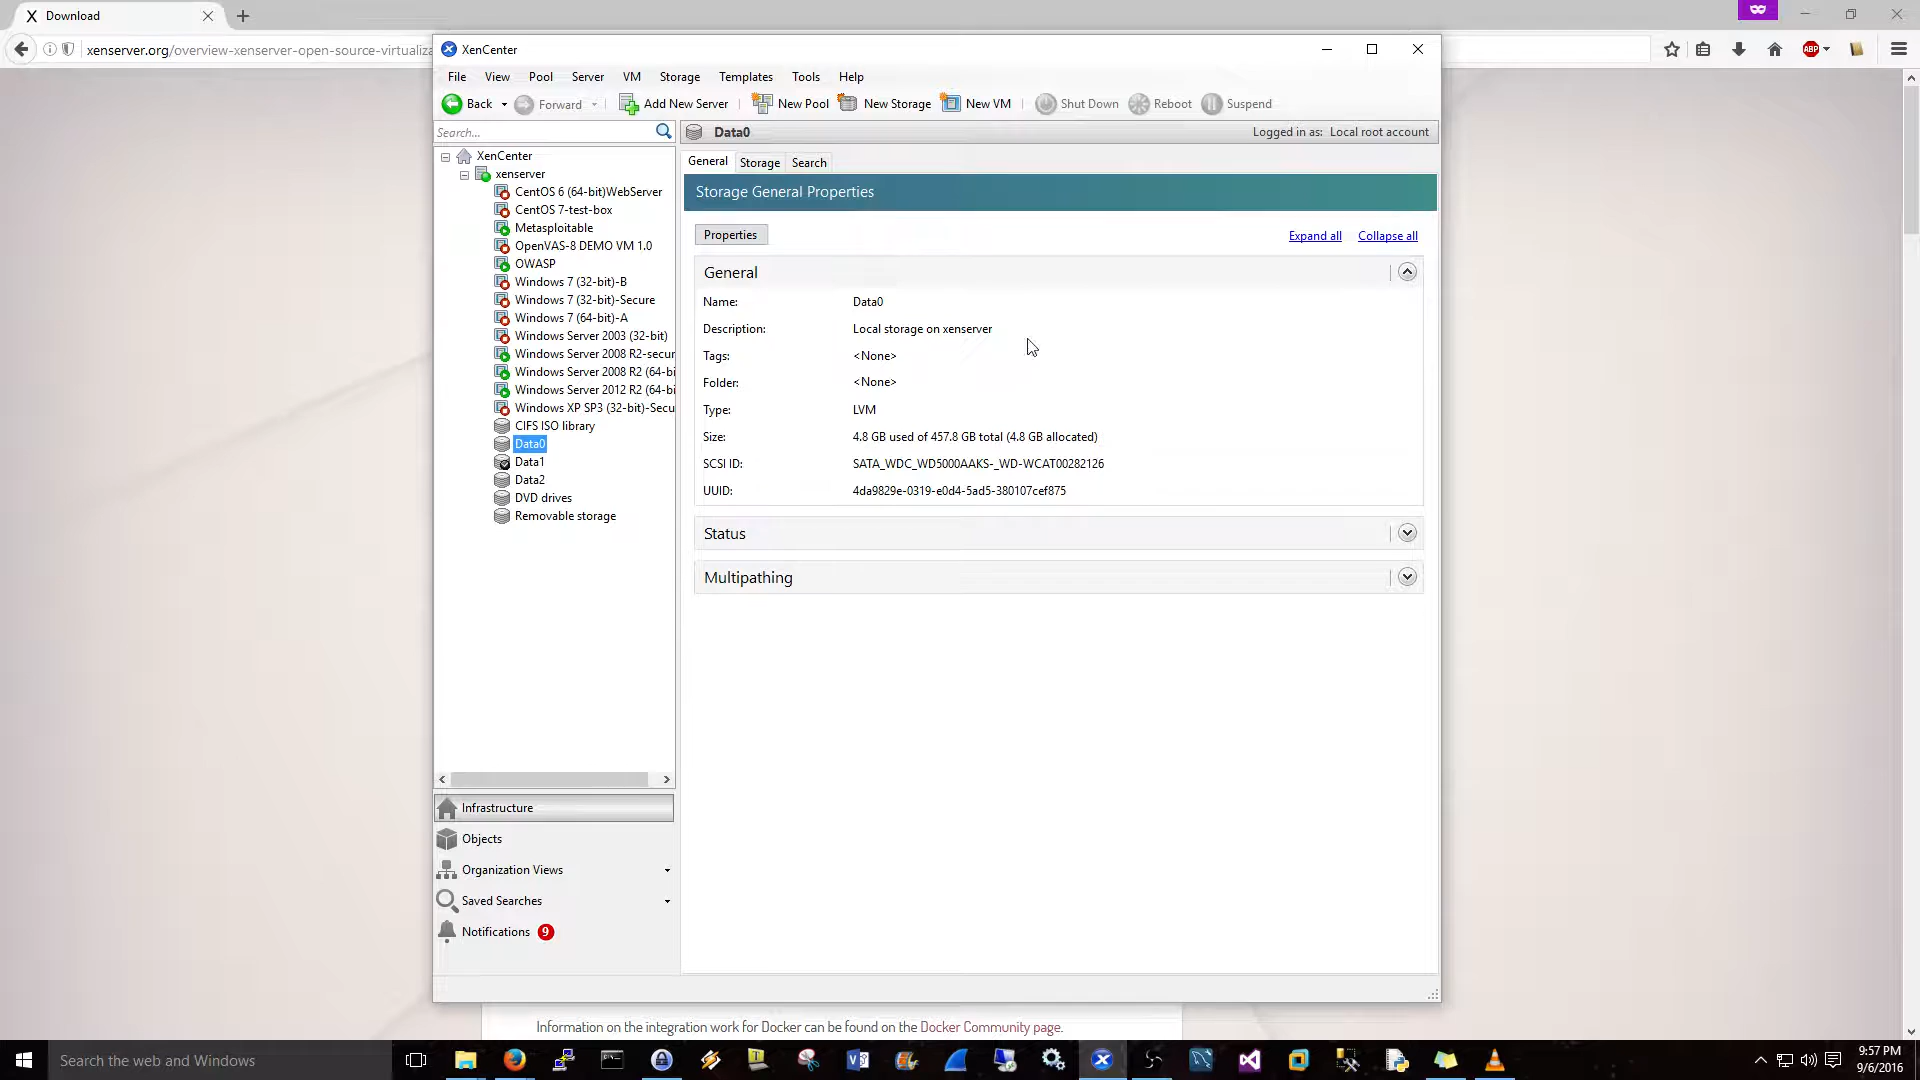 Download
xenserver.org/overview-xenserver-open-source-virtualiza
ABP
XenCenter
File View Pool Server VM Storage Templates Tools Help
Back Forward Add New Server New Pool New Storage New VM Shut Down Reboot Suspend
Search...
Data0
Logged in as: Local root account
XenCenter
xenserver
CentOS 6 (64-bit)WebServer
CentOS 7-test-box
Metasploitable
OpenVAS-8 DEMO VM 1.0
OWASP
Windows 7 (32-bit)-B
Windows 7 (32-bit)-Secure
Windows 7 (64-bit)-A
Windows Server 2003 (32-bit)
Windows Server 2008 R2-secur
Windows Server 2008 R2 (64-bi
Windows Server 2012 R2 (64-bi
Windows XP SP3 (32-bit)-Secu
CIFS ISO library
Data0
Data1
Data2
DVD drives
Removable storage
Infrastructure
Objects
Organization Views
Saved Searches
Notifications 9
General Storage Search
Storage General Properties
Properties
Expand all Collapse all
General
Name: Data0
Description: Local storage on xenserver
Tags: <None>
Folder: <None>
Type: LVM
Size: 4.8 GB used of 457.8 GB total (4.8 GB allocated)
SCSI ID: SATA_WDC_WD5000AAKS-_WD-WCAT00282126
UUID: 4da9829e-0319-e0d4-5ad5-380107cef875
Status
Multipathing
Information on the integration work for Docker can be found on the Docker Community page.
Search the web and Windows
9:57 PM
9/6/2016